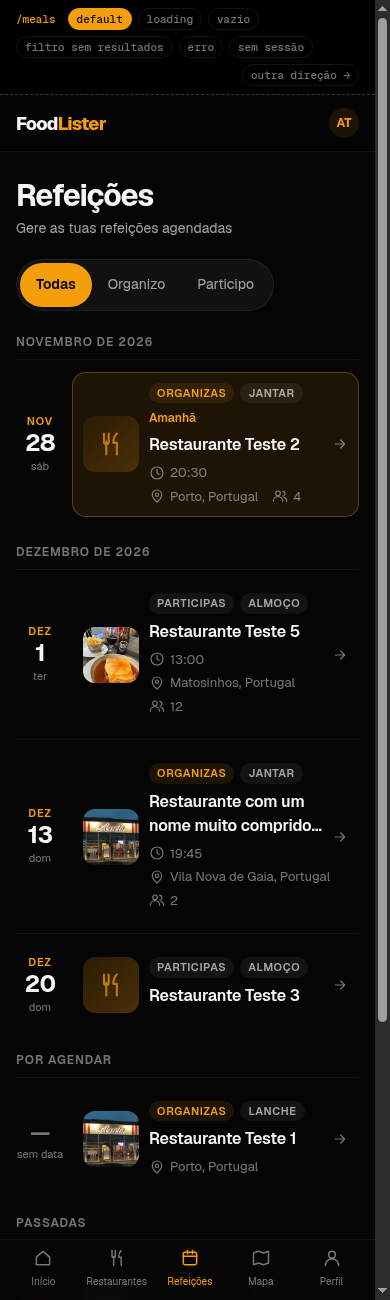 /meals default loading vazio
filtro sem resultados erro sem sessão
outra direção →
FoodLister AT
Refeições
Gere as tuas refeições agendadas
Todas Organizo Participo
NOVEMBRO DE 2026
NOV
28
sáb
ORGANIZAS JANTAR
Amanhã
Restaurante Teste 2
20:30
Porto, Portugal 4
DEZEMBRO DE 2026
DEZ
1
ter
PARTICIPAS ALMOÇO
Restaurante Teste 5
13:00
Matosinhos, Portugal
12
DEZ
13
dom
ORGANIZAS JANTAR
Restaurante com um
nome muito comprido...
19:45
Vila Nova de Gaia, Portugal
2
DEZ
20
dom
PARTICIPAS ALMOÇO
Restaurante Teste 3
POR AGENDAR
—
sem data
ORGANIZAS LANCHE
Restaurante Teste 1
Porto, Portugal
PASSADAS
Início Restaurantes Refeições Mapa Perfil